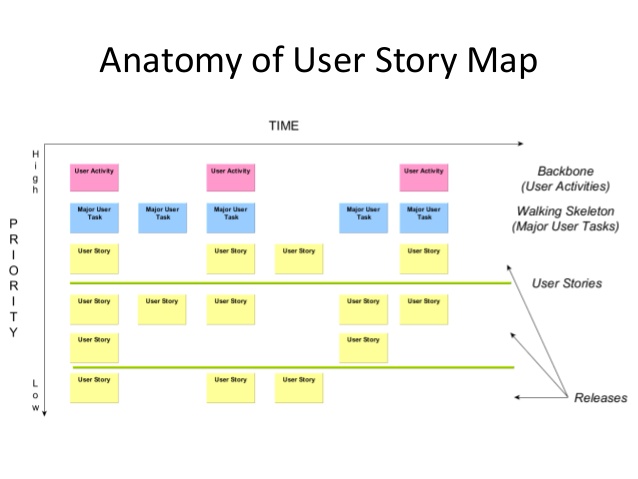 Anatomy of User Story Map
TIME
High
PRIORITY
Low
User Activity
User Activity
User Activity
Backbone
(User Activities)
Major User
Task
Major User
Task
Major User
Task
Major User
Task
Major User
Task
Walking Skeleton
(Major User Tasks)
User Story
User Story
User Story
User Story
User Stories
User Story
User Story
User Story
User Story
User Story
User Story
User Story
User Story
User Story
User Story
Releases